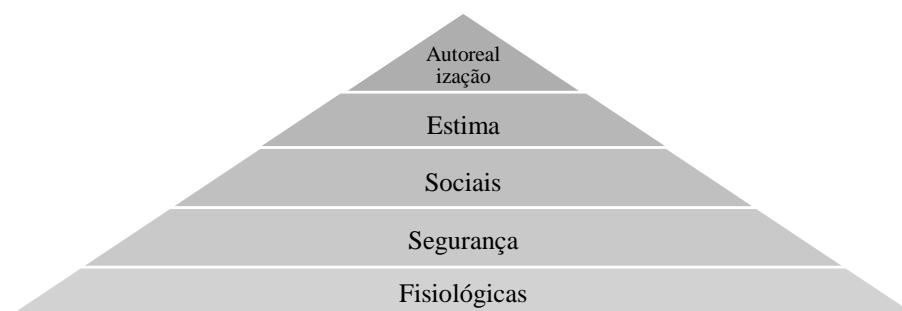 Autoreal
ização
Estima
Sociais
Segurança
Fisiológicas